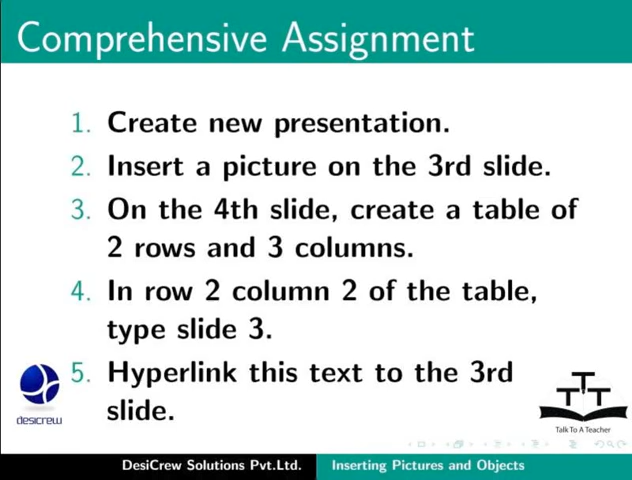 Comprehensive Assignment
1. Create new presentation.
2. Insert a picture on the 3rd slide.
3. On the 4th slide, create a table of
2 rows and 3 columns.
4. In row 2 column 2 of the table,
type slide 3.
5. Hyperlink this text to the 3rd
slide.
desicrew
T T T
Talk To A Teacher
DesiCrew Solutions Pvt.Ltd. Inserting Pictures and Objects